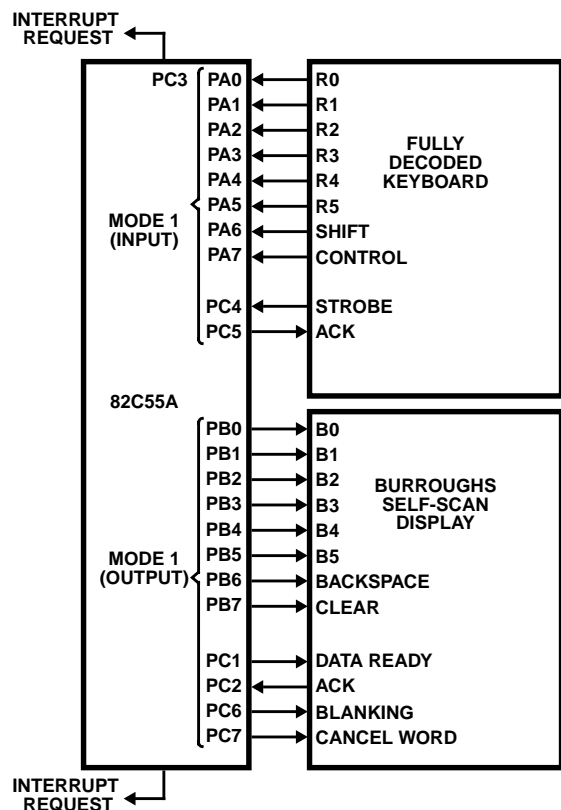 INTERRUPT
REQUEST
PC3 PA0 R0
PA1 R1
PA2 R2
PA3 R3
PA4 R4
PA5 R5
PA6 SHIFT
PA7 CONTROL
PC4 STROBE
PC5 ACK
MODE 1
(INPUT)
FULLY
DECODED
KEYBOARD
82C55A
PB0 B0
PB1 B1
PB2 B2
PB3 B3
PB4 B4
PB5 B5
PB6 BACKSPACE
PB7 CLEAR
PC1 DATA READY
PC2 ACK
PC6 BLANKING
PC7 CANCEL WORD
MODE 1
(OUTPUT)
BURROUGHS
SELF-SCAN
DISPLAY
INTERRUPT
REQUEST